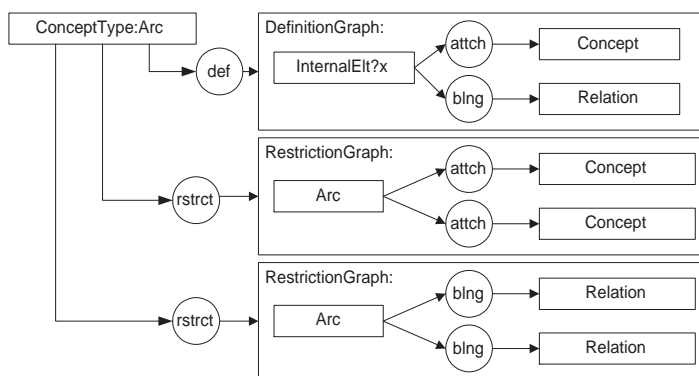 ConceptType:Arc
def
DefinitionGraph:
InternalElt?x
attch
Concept
blng
Relation
rstrct
RestrictionGraph:
Arc
attch
Concept
attch
Concept
rstrct
RestrictionGraph:
Arc
blng
Relation
blng
Relation